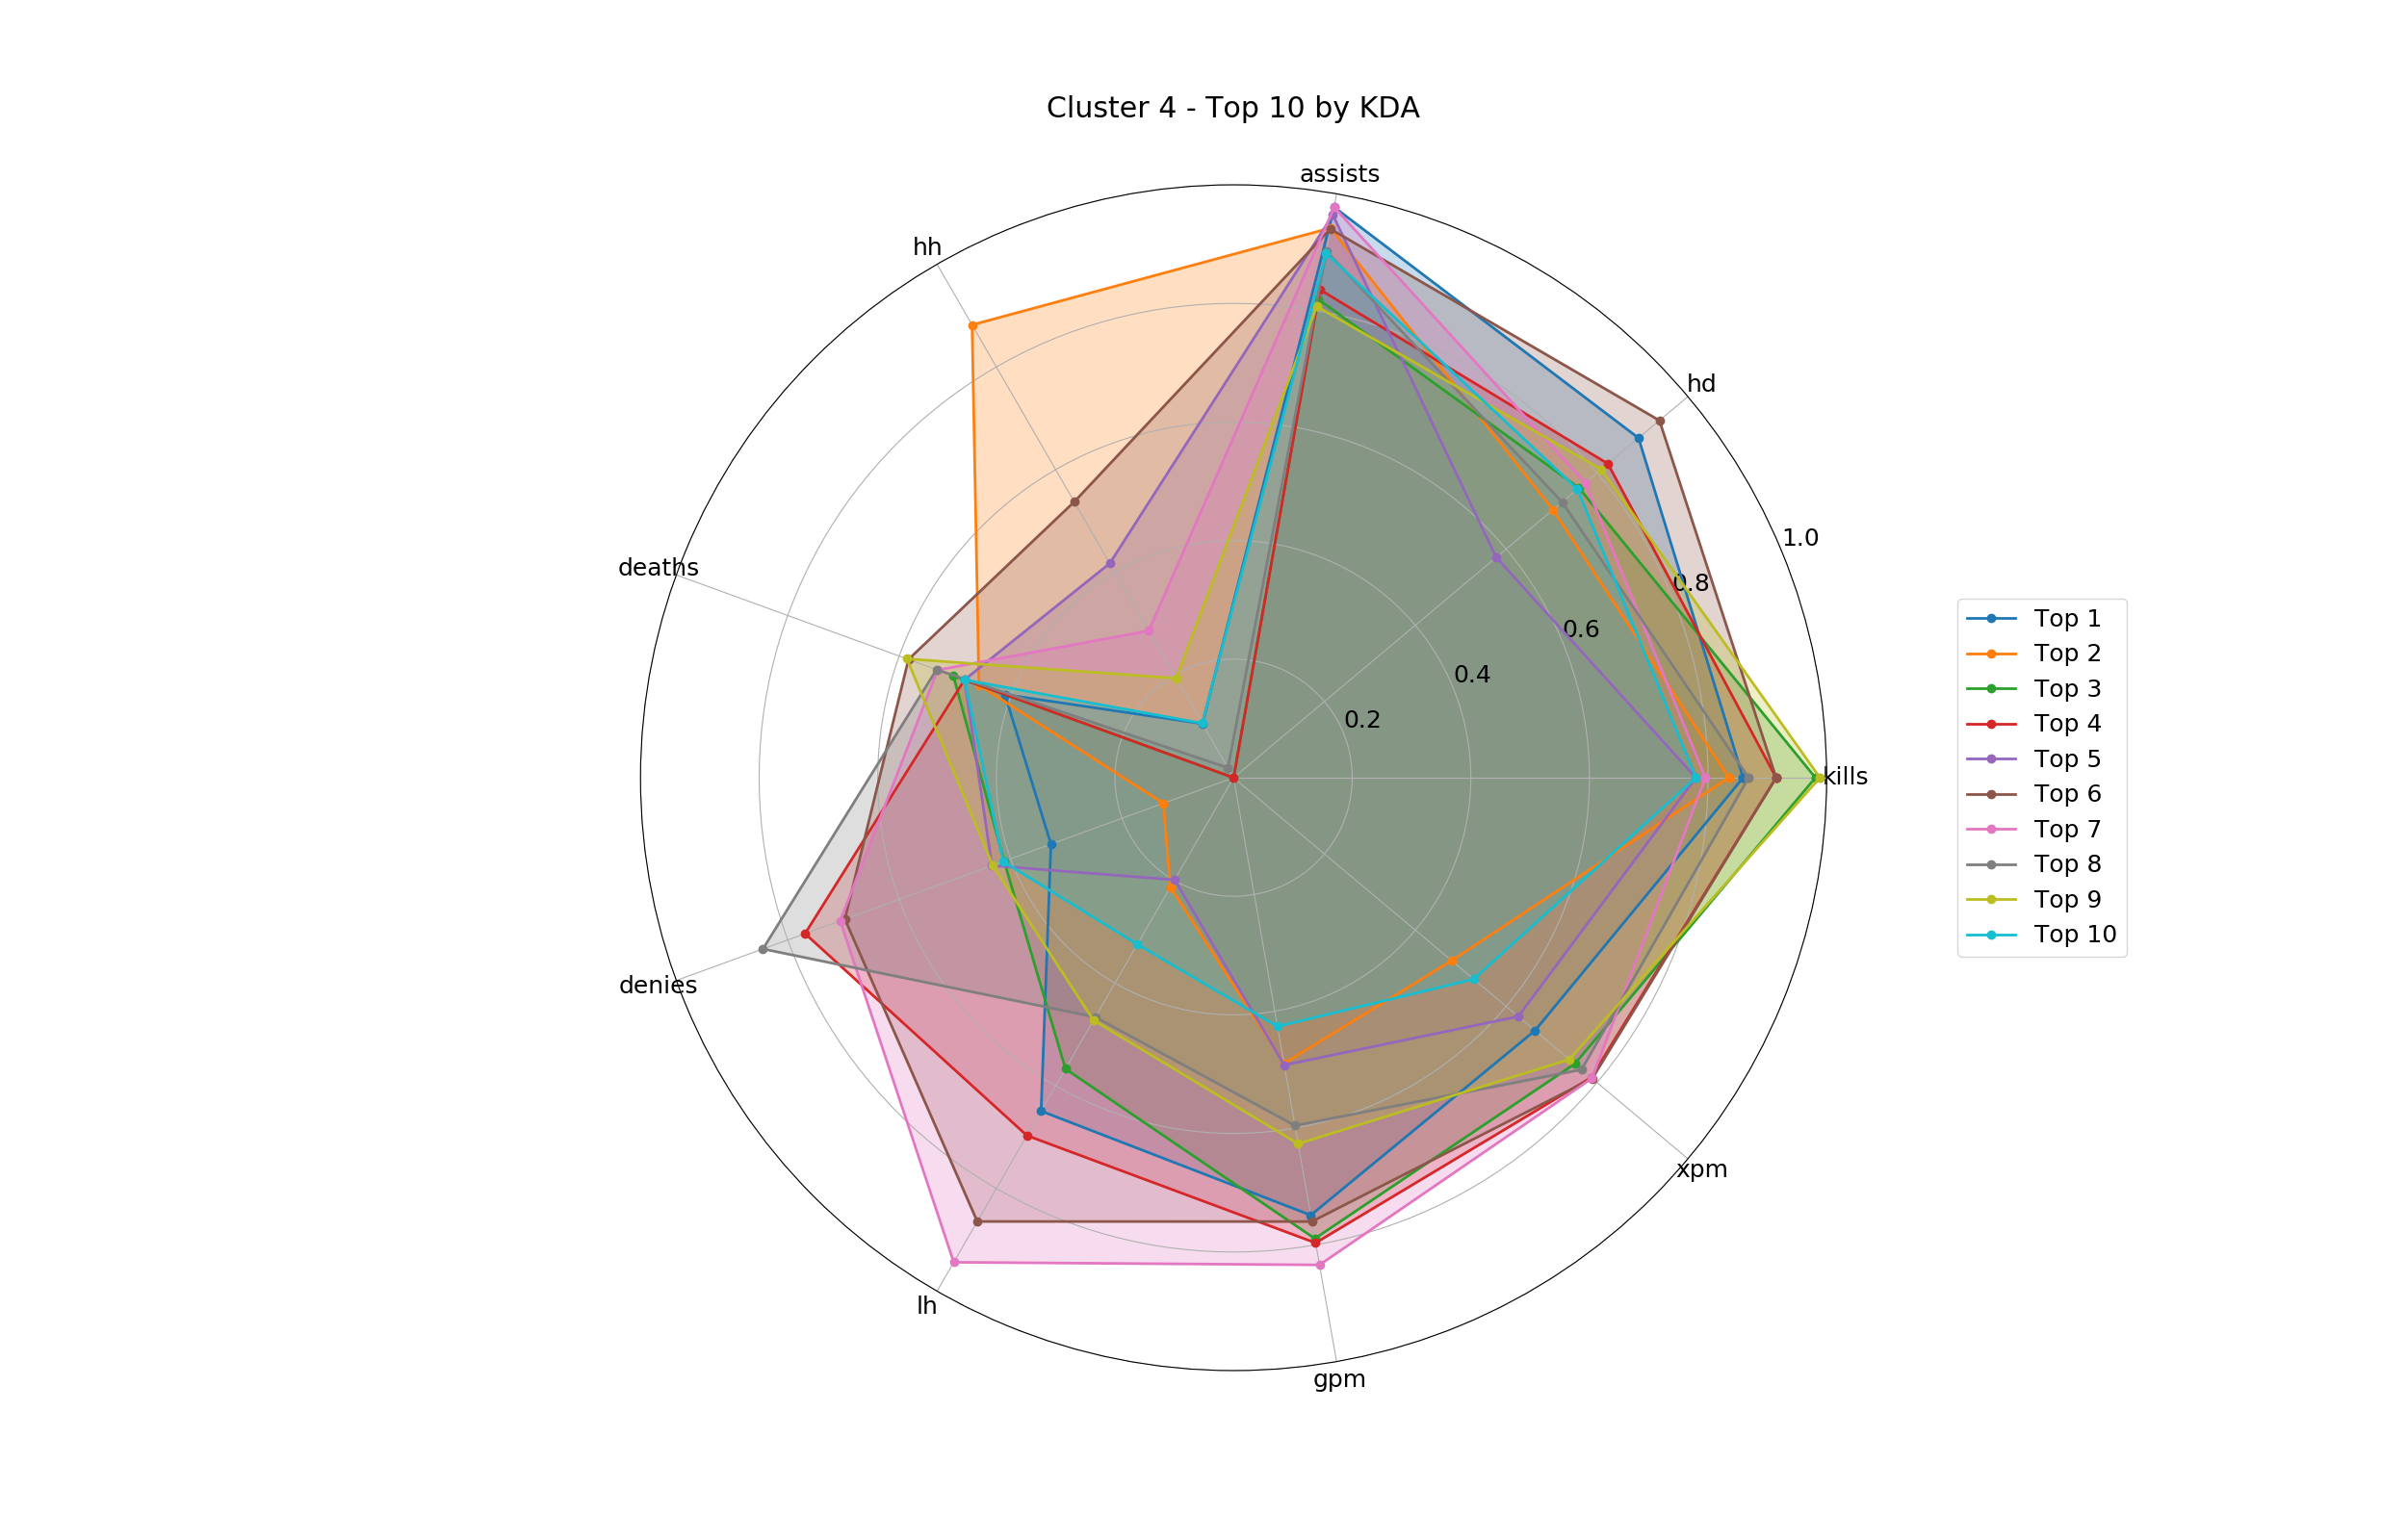 Cluster 4 - Top 10 by KDA
assists
hh
hd
1.0
deaths
0.8
0.6
0.4
0.2
kills
denies
xpm
lh
gpm
Top 1
Top 2
Top 3
Top 4
Top 5
Top 6
Top 7
Top 8
Top 9
Top 10